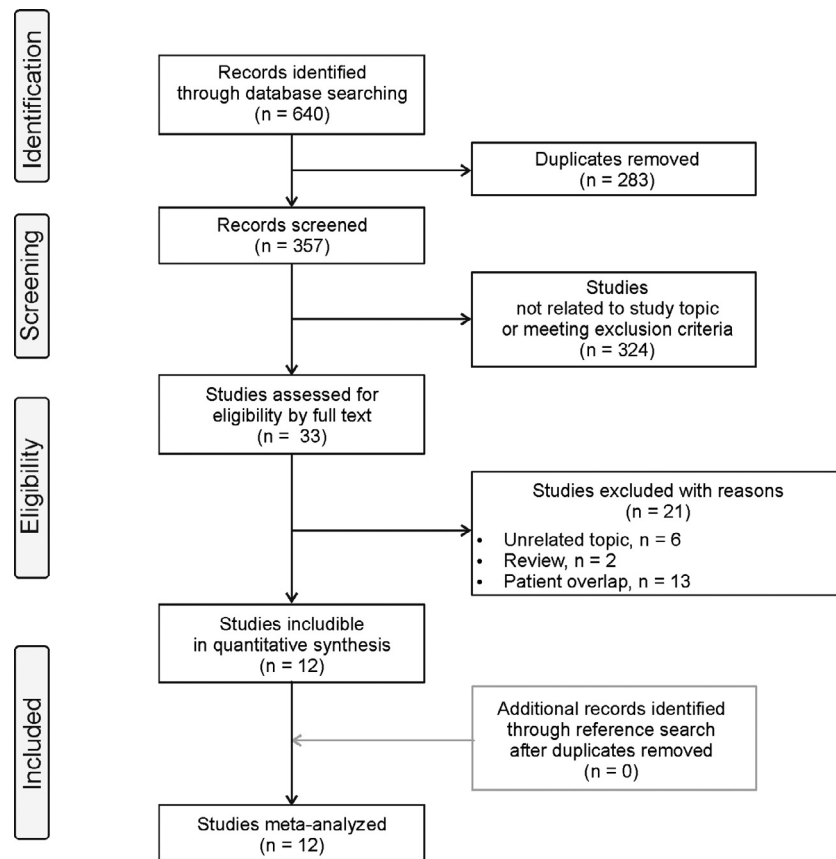 Identification
Records identified
through database searching
(n = 640)
Duplicates removed
(n = 283)
Screening
Records screened
(n = 357)
Studies
not related to study topic
or meeting exclusion criteria
(n = 324)
Eligibility
Studies assessed for
eligibility by full text
(n = 33)
Studies excluded with reasons
(n = 21)
• Unrelated topic, n = 6
• Review, n = 2
• Patient overlap, n = 13
Studies includible
in quantitative synthesis
(n = 12)
Included
Additional records identified
through reference search
after duplicates removed
(n = 0)
Studies meta-analyzed
(n = 12)